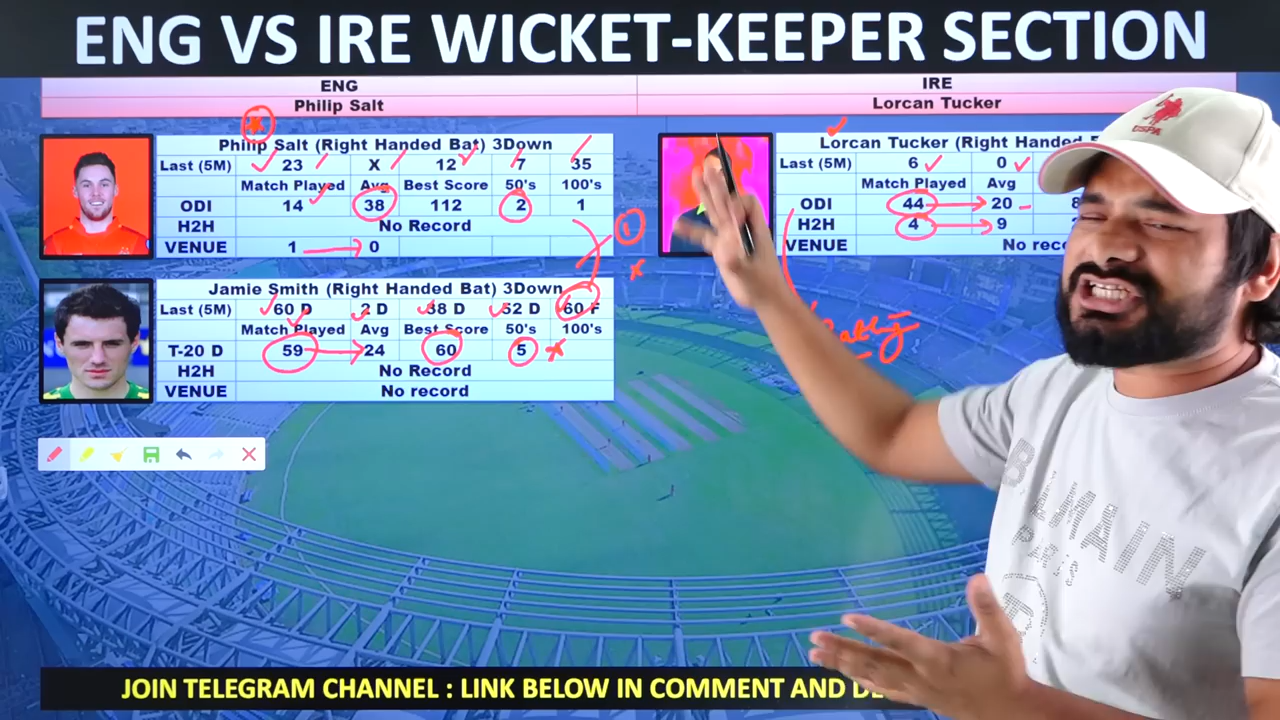 ENG VS IRE WICKET-KEEPER SECTION
ENG
Philip Salt
IRE
Lorcan Tucker
Philip Salt (Right Handed Bat) 3Down
Last (5M) 23 X 12 7 35
Match Played Avg Best Score 50's 100's
ODI 14 38 112 2 1
H2H No Record
VENUE 1 0
1
Jamie Smith (Right Handed Bat) 3Down
Last (5M) 60 D 2 D 38 D 52 D 60 F
Match Played Avg Best Score 50's 100's
T-20 D 59 24 60 5
H2H No Record
VENUE No record
Lorcan Tucker (Right Handed
Last (5M) 6 0
Match Played Avg
ODI 44 20
H2H 4 9
VENUE No
USPA
JOIN TELEGRAM CHANNEL : LINK BELOW IN COMMENT AND